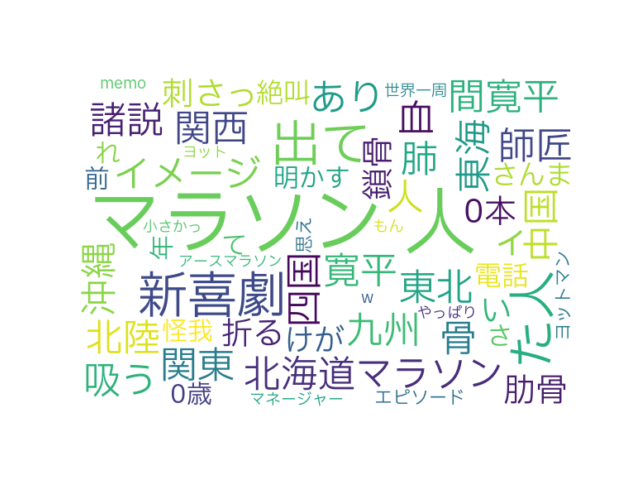 memo
刺さっ
絶叫
あり
世界一周
間寛平
諸説
関西
出て
自
東海
師匠
れ
ヨット
イメージ
明かす
鎖骨
肺
さんま
前
マラソン
人
人
0本
中国
イ
小さかっ
思え
もん
沖縄
年
て
アースマラソン
四国
寛平
東北
電話
た人
ヨットマン
新喜劇
w
やっぱり
い
北陸
怪我
折る
けが
九州
骨
さ
吸う
関東
0歳
北海道マラソン
マネージャー
エピソード
肋骨